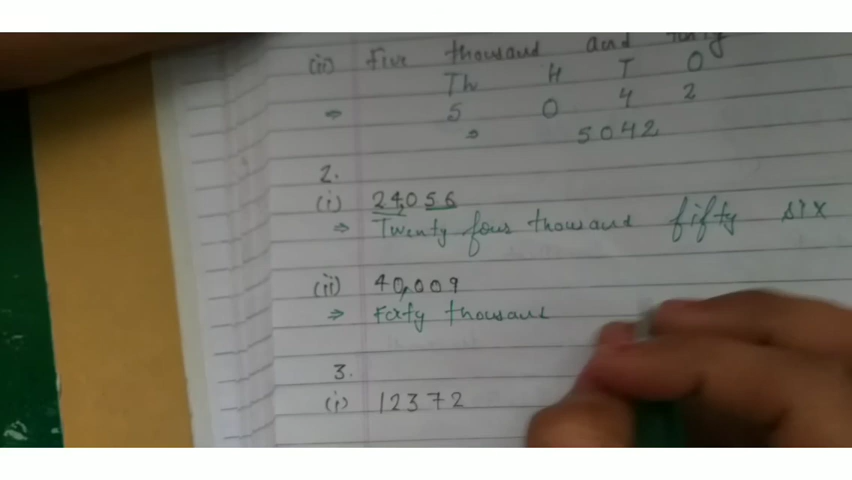 (ii) Five thousand and
Th H T O
⇒ 5 0 4 2
⇒ 5042
2.
(i) 24,056
⇒ Twenty four thousand fifty six
(ii) 40,009
⇒ Forty thousand
3.
(i) 12372